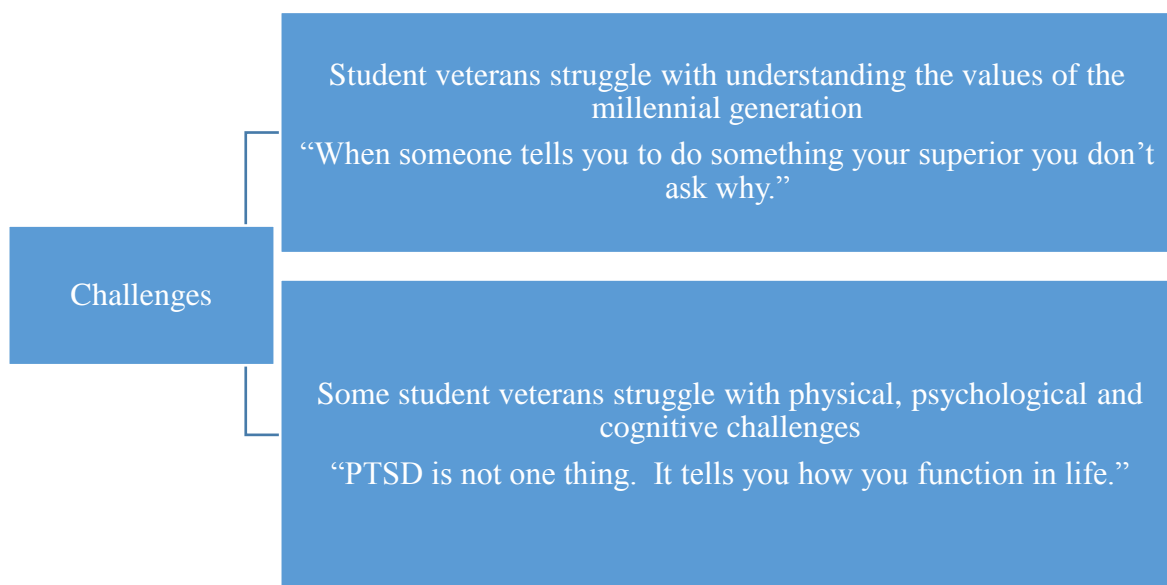 Student veterans struggle with understanding the values of the
millennial generation
“When someone tells you to do something your superior you don’t
ask why.”
Challenges
Some student veterans struggle with physical, psychological and
cognitive challenges
“PTSD is not one thing.  It tells you how you function in life.”